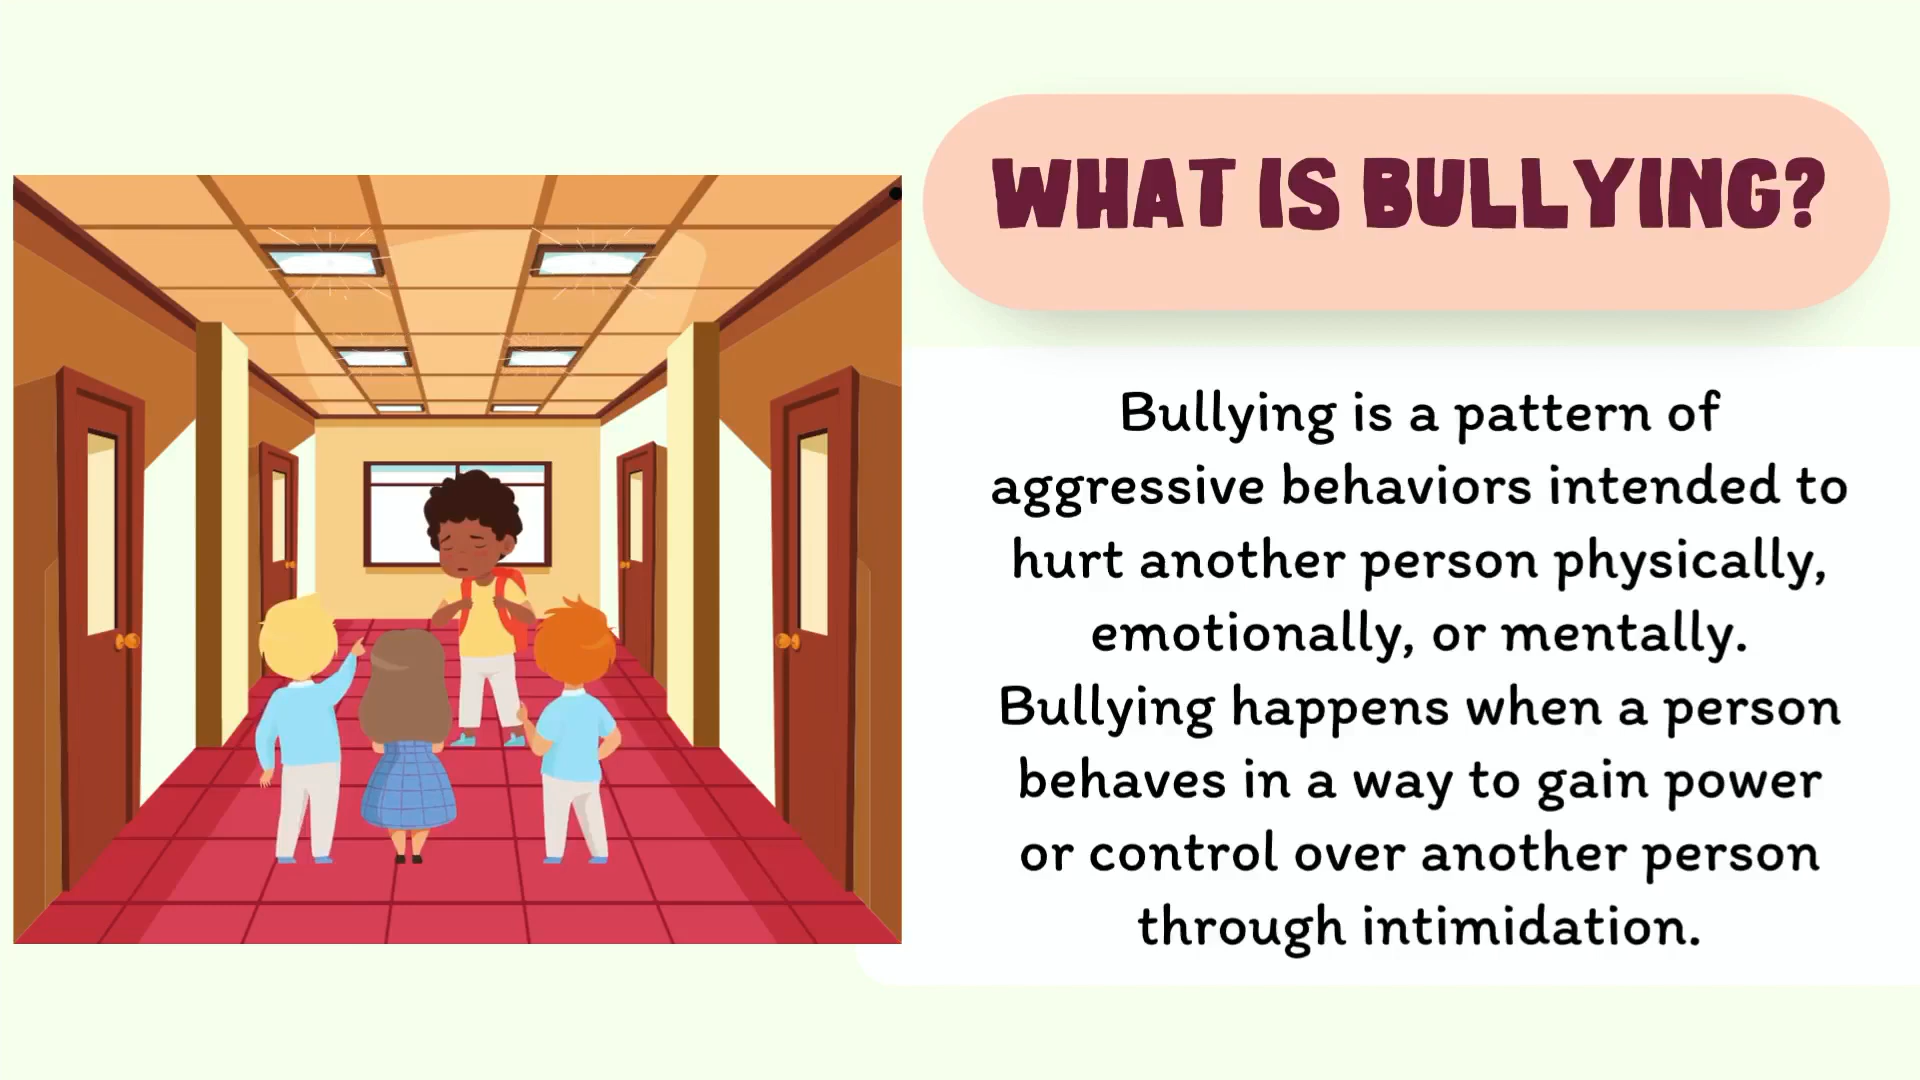 WHAT IS BULLYING?
Bullying is a pattern of
aggressive behaviors intended to
hurt another person physically,
emotionally, or mentally.
Bullying happens when a person
behaves in a way to gain power
or control over another person
through intimidation.